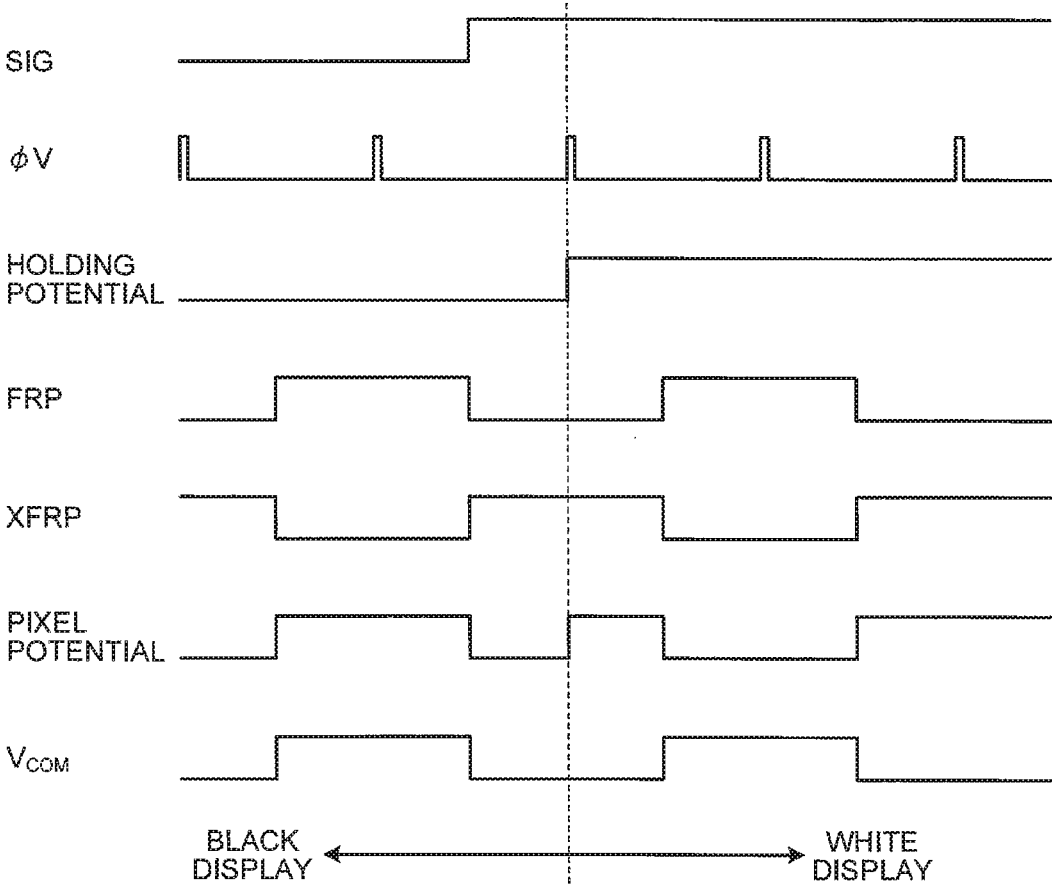 SIG
ϕV
HOLDING
POTENTIAL
FRP
XFRP
PIXEL
POTENTIAL
VCOM
BLACK
DISPLAY
WHITE
DISPLAY